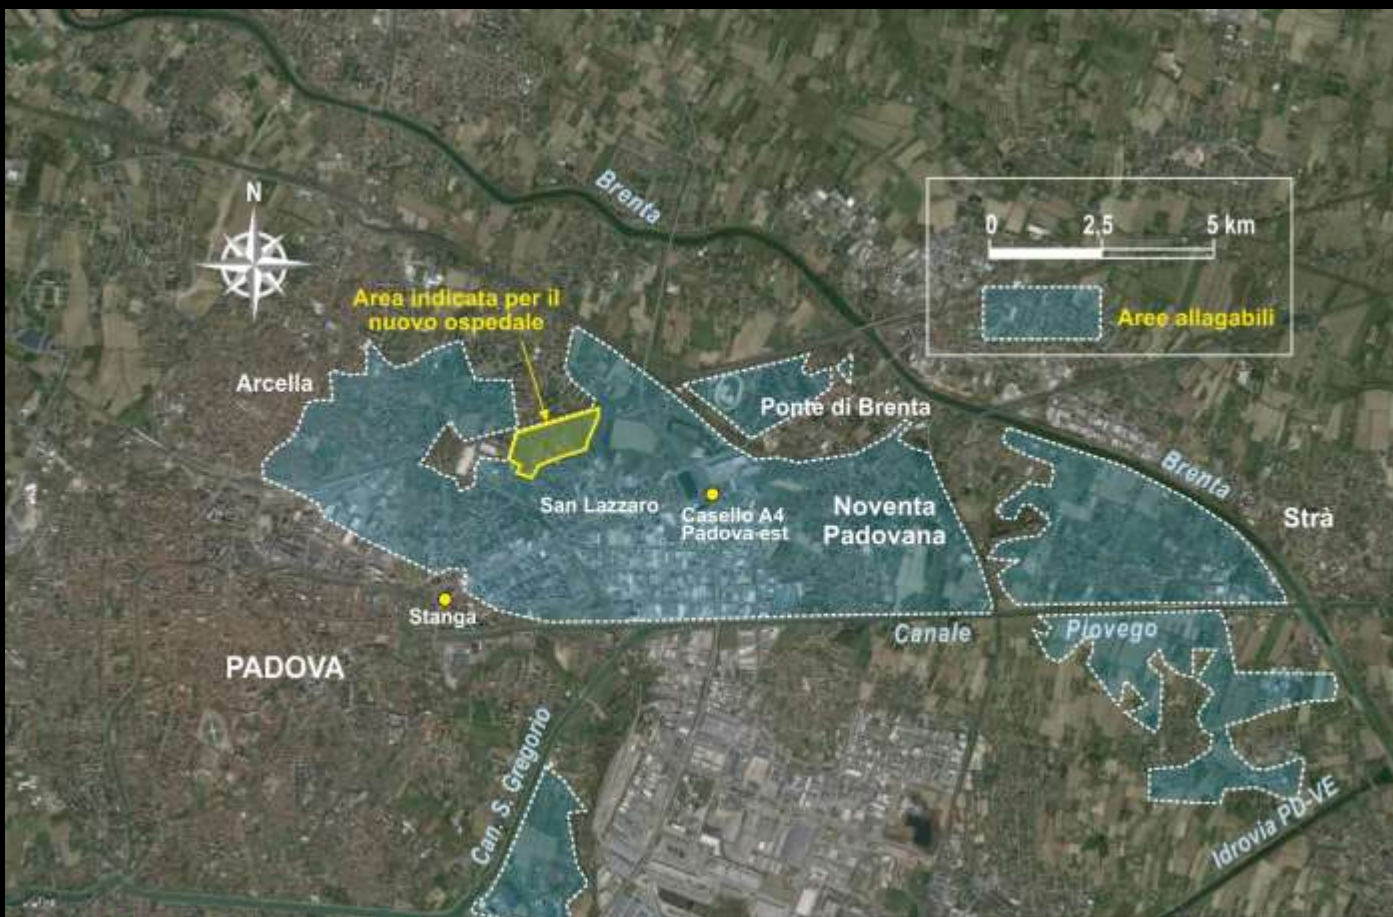 Brenta
N
0 2,5 5 km
Area indicata per il
nuovo ospedale
Aree allagabili
Arcella
Ponte di Brenta
Brenta
San Lazzaro
Casello A4
Padova est
Noventa
Padovana
Strà
Stanga
Canale
Piovego
PADOVA
Can. S. Gregorio
Idrovia PD-VE